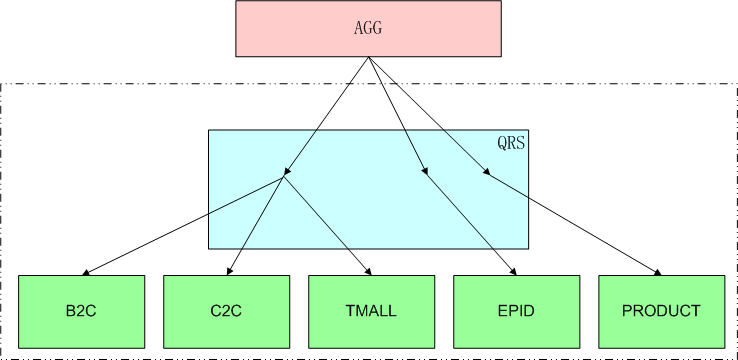 AGG
QRS
B2C
C2C
TMALL
EPID
PRODUCT